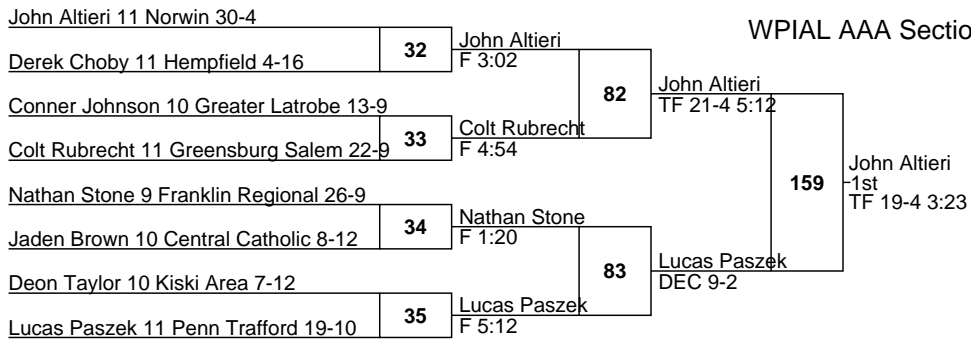 John Altieri 11 Norwin 30-4
WPIAL AAA Sectio
32
John Altieri
F 3:02
Derek Choby 11 Hempfield 4-16
82
John Altieri
TF 21-4 5:12
Conner Johnson 10 Greater Latrobe 13-9
33
Colt Rubrecht
F 4:54
Colt Rubrecht 11 Greensburg Salem 22-9
159
John Altieri
1st
TF 19-4 3:23
Nathan Stone 9 Franklin Regional 26-9
34
Nathan Stone
F 1:20
Jaden Brown 10 Central Catholic 8-12
83
Lucas Paszek
DEC 9-2
Deon Taylor 10 Kiski Area 7-12
35
Lucas Paszek
F 5:12
Lucas Paszek 11 Penn Trafford 19-10